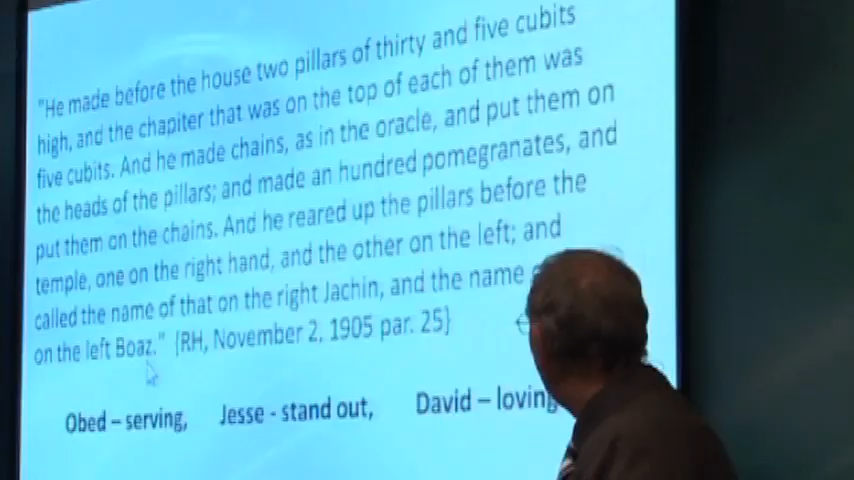 "He made before the house two pillars of thirty and five cubits
high, and the chapiter that was on the top of each of them was
five cubits. And he made chains, as in the oracle, and put them on
the heads of the pillars; and made an hundred pomegranates, and
put them on the chains. And he reared up the pillars before the
temple, one on the right hand, and the other on the left; and
called the name of that on the right Jachin, and the name
on the left Boaz." {RH, November 2, 1905 par. 25}
Obed – serving, Jesse - stand out, David – loving